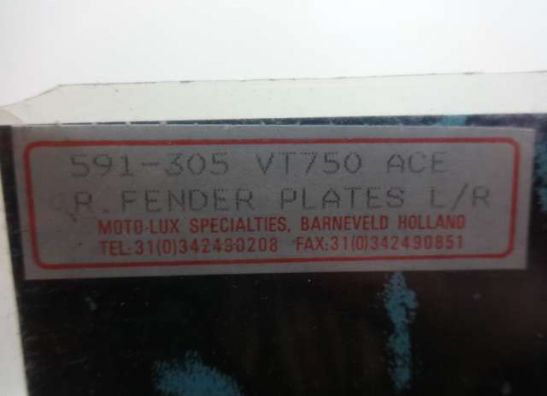 591-305 VT750 ACE
R.FENDER PLATES L/R
MOTO-LUX SPECIALTIES, BARNEVELD HOLLAND
TEL:31(0)342490208 FAX:31(0)342490851